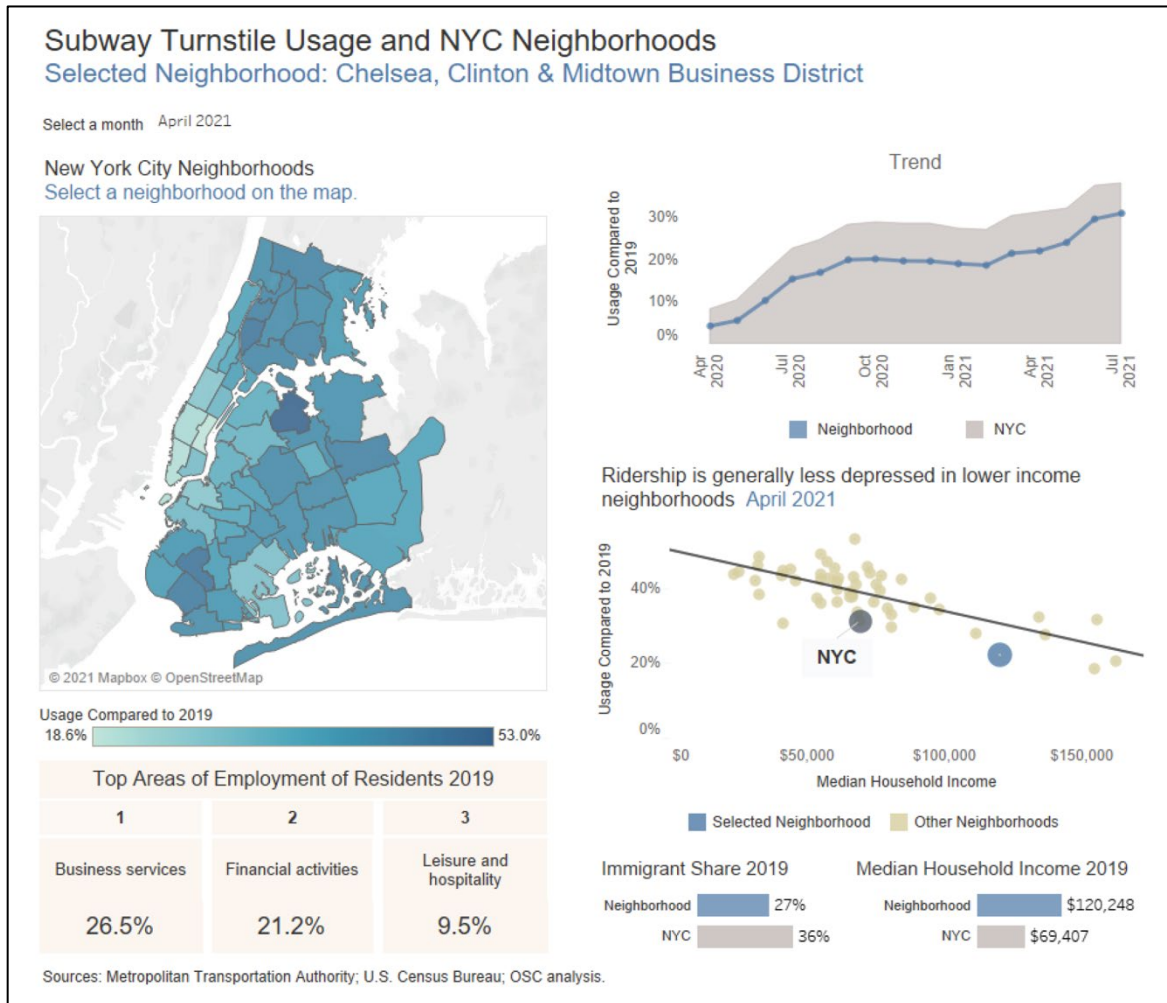 Subway Turnstile Usage and NYC Neighborhoods
Selected Neighborhood: Chelsea, Clinton & Midtown Business District
Select a month April 2021
New York City Neighborhoods
Select a neighborhood on the map.
© 2021 Mapbox © OpenStreetMap
Usage Compared to 2019
18.6% 53.0%
Top Areas of Employment of Residents 2019
1 2 3
Business services Financial activities Leisure and
hospitality
26.5% 21.2% 9.5%
Trend
Usage Compared to
2019
30%
20%
10%
0%
Apr
2020
Jul
2020
Oct
2020
Jan
2021
Apr
2021
Jul
2021
Neighborhood NYC
Ridership is generally less depressed in lower income
neighborhoods April 2021
Usage Compared to 2019
40%
20%
0%
NYC
$0 $50,000 $100,000 $150,000
Median Household Income
Selected Neighborhood Other Neighborhoods
Immigrant Share 2019
Neighborhood 27%
NYC 36%
Median Household Income 2019
Neighborhood $120,248
NYC $69,407
Sources: Metropolitan Transportation Authority; U.S. Census Bureau; OSC analysis.